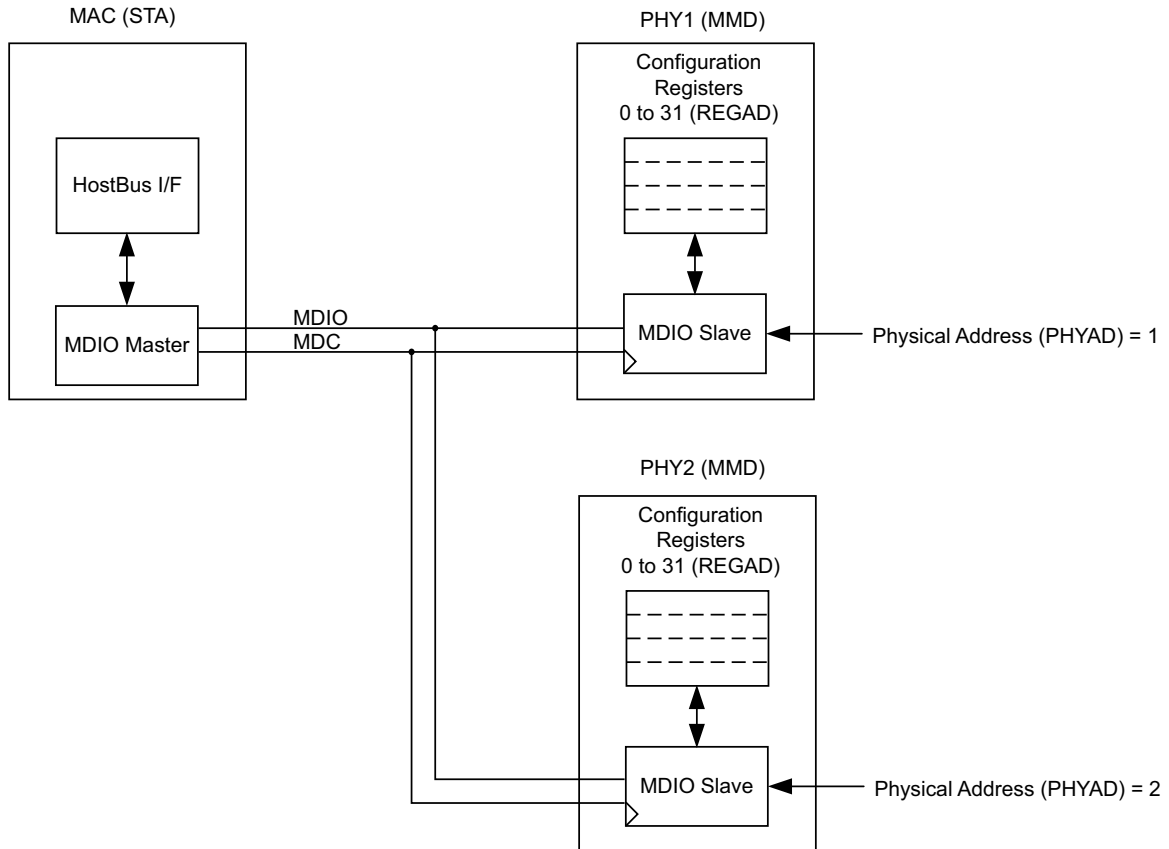 MAC (STA)
HostBus I/F
MDIO Master
MDIO
MDC
PHY1 (MMD)
Configuration
Registers
0 to 31 (REGAD)
MDIO Slave
Physical Address (PHYAD) = 1
PHY2 (MMD)
Configuration
Registers
0 to 31 (REGAD)
MDIO Slave
Physical Address (PHYAD) = 2